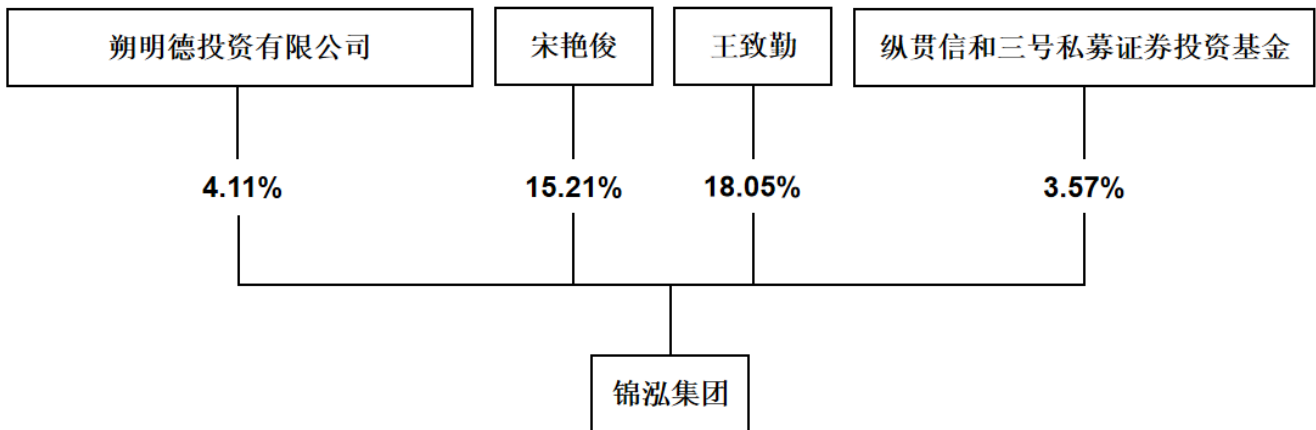 朔明德投资有限公司
宋艳俊
王致勤
纵贯信和三号私募证券投资基金
4.11%
15.21%
18.05%
3.57%
锦泓集团